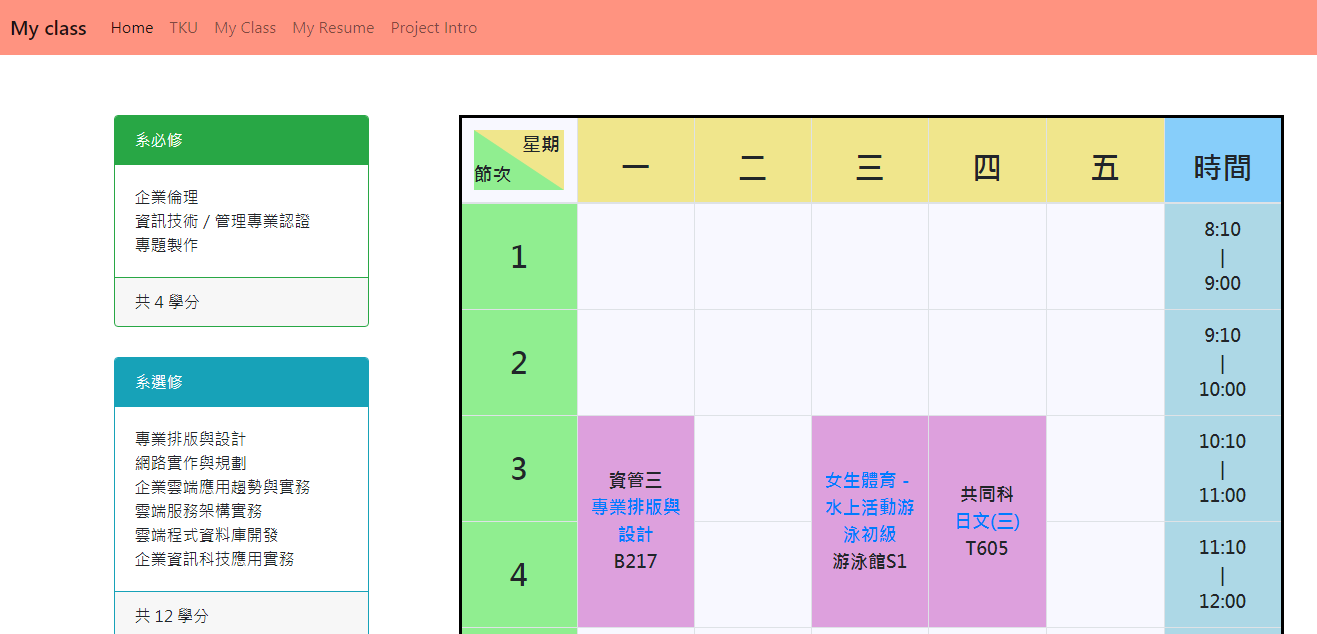 My class Home TKU My Class My Resume Project Intro
系必修
企業倫理
資訊技術 / 管理專業認證
專題製作
共 4 學分
系選修
專業排版與設計
網路實作與規劃
企業雲端應用趨勢與實務
雲端服務架構實務
雲端程式資料庫開發
企業資訊科技應用實務
共 12 學分
星期
節次
一 二 三 四 五 時間
1
8:10
|
9:00
2
9:10
|
10:00
3
4
資管三
專業排版與
設計
B217
女生體育 -
水上活動游
泳初級
游泳館S1
共同科
日文(三)
T605
10:10
|
11:00
11:10
|
12:00